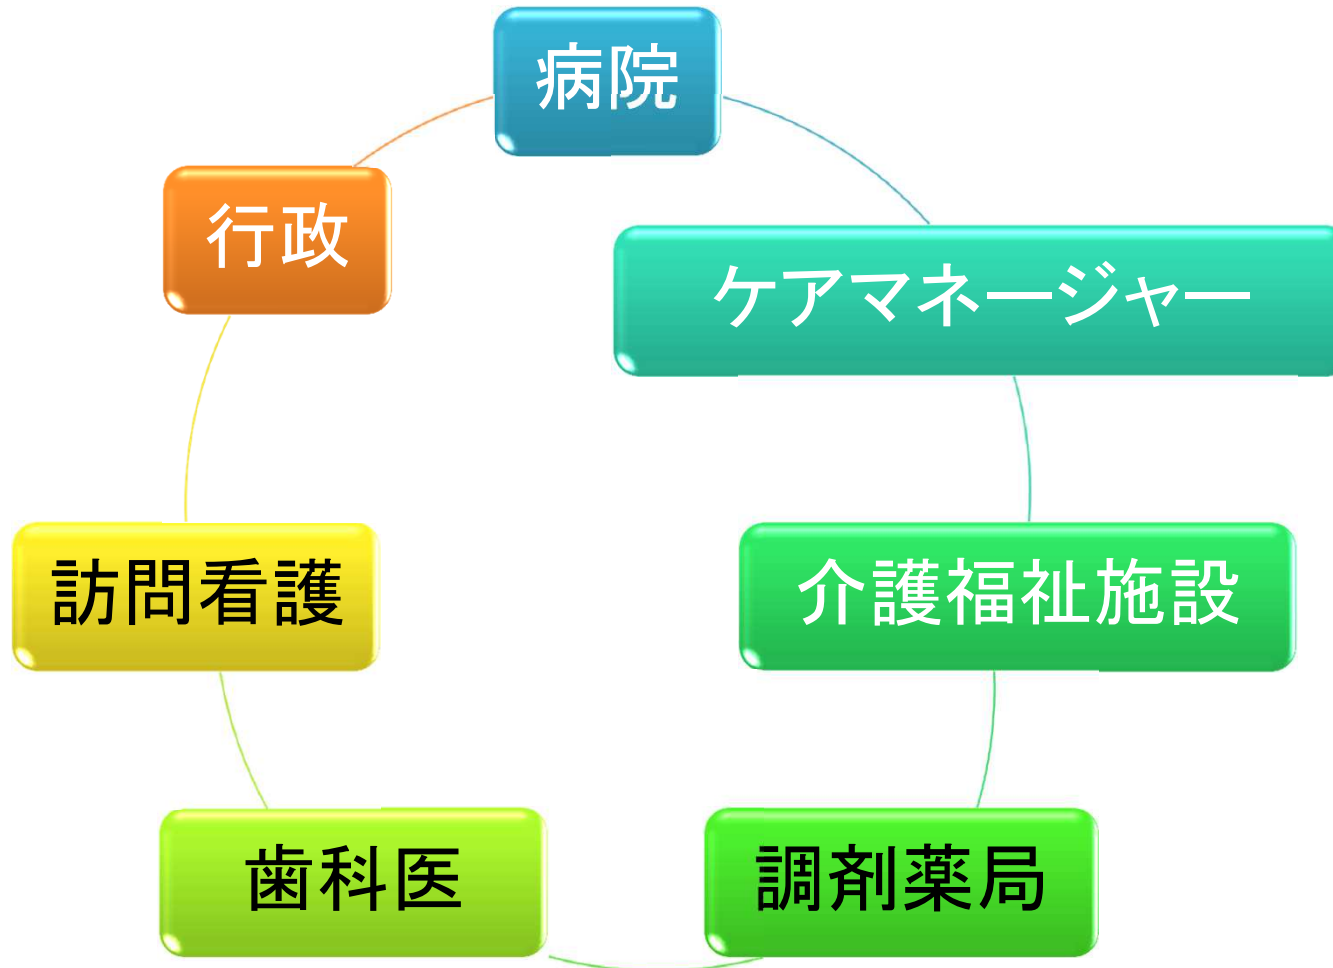 病院
行政
ケアマネージャー
訪問看護
介護福祉施設
歯科医
調剤薬局